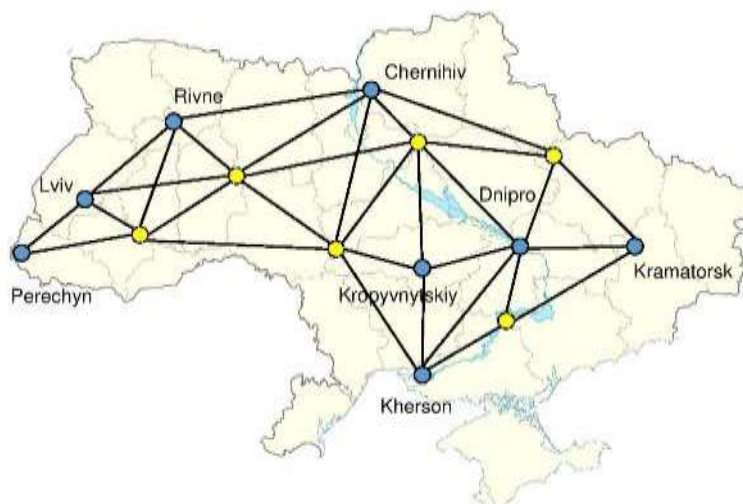 Chernihiv
Rivne
Lviv
Dnipro
Perechyn
Kropyvnytskiy
Kramatorsk
Kherson